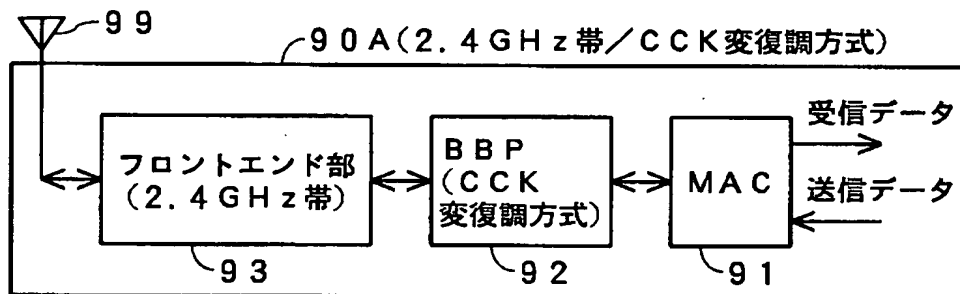 99
90A(2.4GHz帯/CCK変復調方式)
フロントエンド部
(2.4GHz帯)
93
BBP
(CCK
変復調方式)
92
MAC
91
受信データ
送信データ